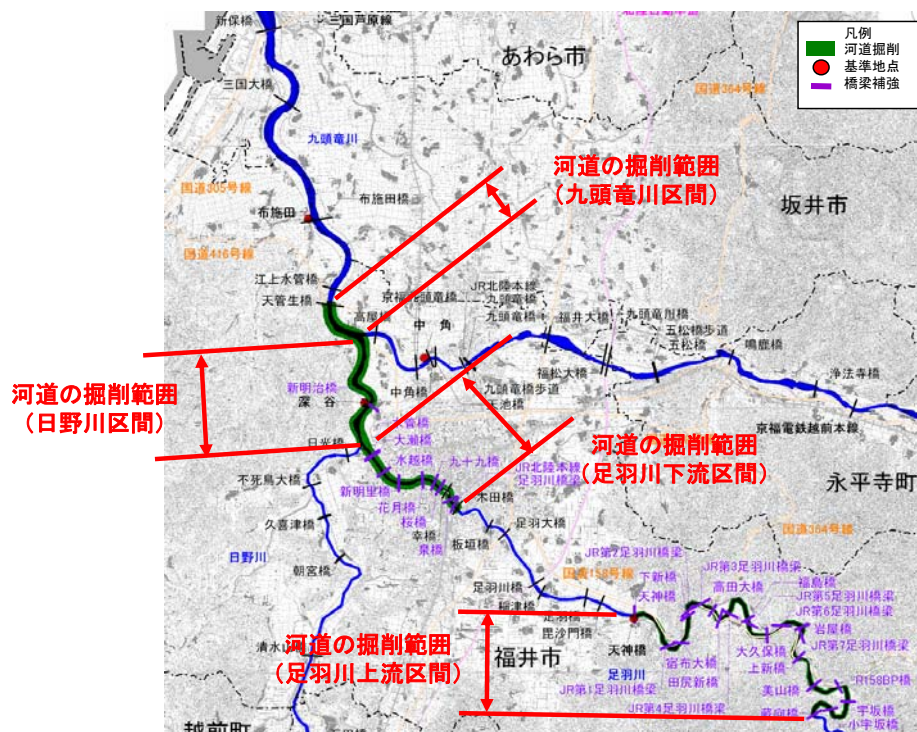 新保橋
三国芦原線
あわら市
凡例
河道掘削
基準地点
橋梁補強
三国大橋
国道364号線
九頭竜川
河道の掘削範囲
(九頭竜川区間)
国道305号線
布施田
布施田橋
坂井市
国道416号線
江上水管橋
天菅生橋
JR北陸本線
九頭竜橋
高屋橋
中角
九頭竜橋
福井大橋
五松橋歩道
五松橋
鳴鹿橋
河道の掘削範囲
(日野川区間)
新明治橋
深谷
中角橋
九頭竜橋歩道
天池橋
福松大橋
浄法寺橋
京福電鉄越前本線
日光橋
大瀬橋
水越橋
九十九橋
JR北陸本線
足羽川橋梁
河道の掘削範囲
(足羽川下流区間)
永平寺町
不死鳥大橋
新明里橋
花月橋
桜橋
幸橋
泉橋
木田橋
板垣橋
足羽大橋
久喜津橋
日野川
朝宮橋
足羽川橋
稲津橋
毘沙門橋
JR第2足羽川橋梁
下新橋
天神橋
JR第3足羽川橋梁
高田大橋
福島橋
JR第5足羽川橋梁
JR第6足羽川橋梁
岩屋橋
JR第7足羽川橋梁
大久保橋
上新橋
河道の掘削範囲
(足羽川上流区間)
福井市
天神橋
足羽川
宿布大橋
田尻新橋
JR第1足羽川橋梁
JR第4足羽川橋梁
美山橋
R158BP橋
宇坂橋
小宇坂橋
越前町